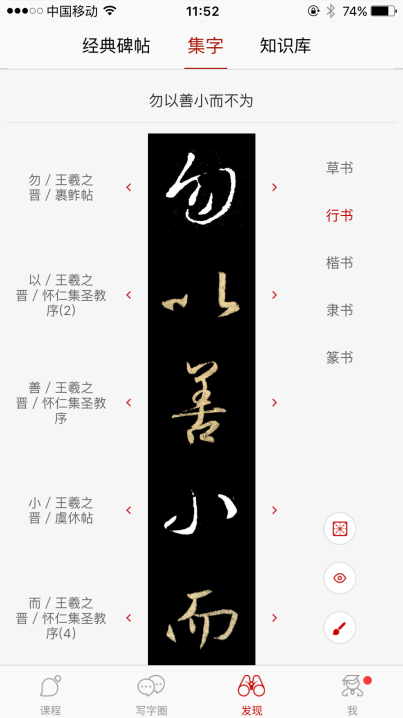 中国移动
11:52
74%
经典碑帖
集字
知识库
勿以善小而不为
勿 / 王羲之
晋 / 裹鲊帖
勿
草书
行书
楷书
隶书
篆书
以 / 王羲之
晋 / 怀仁集圣教
序(2)
以
善 / 王羲之
晋 / 怀仁集圣教
序
善
小 / 王羲之
晋 / 虞休帖
小
而 / 王羲之
晋 / 怀仁集圣教
序(4)
而
课程
写字圈
发现
我